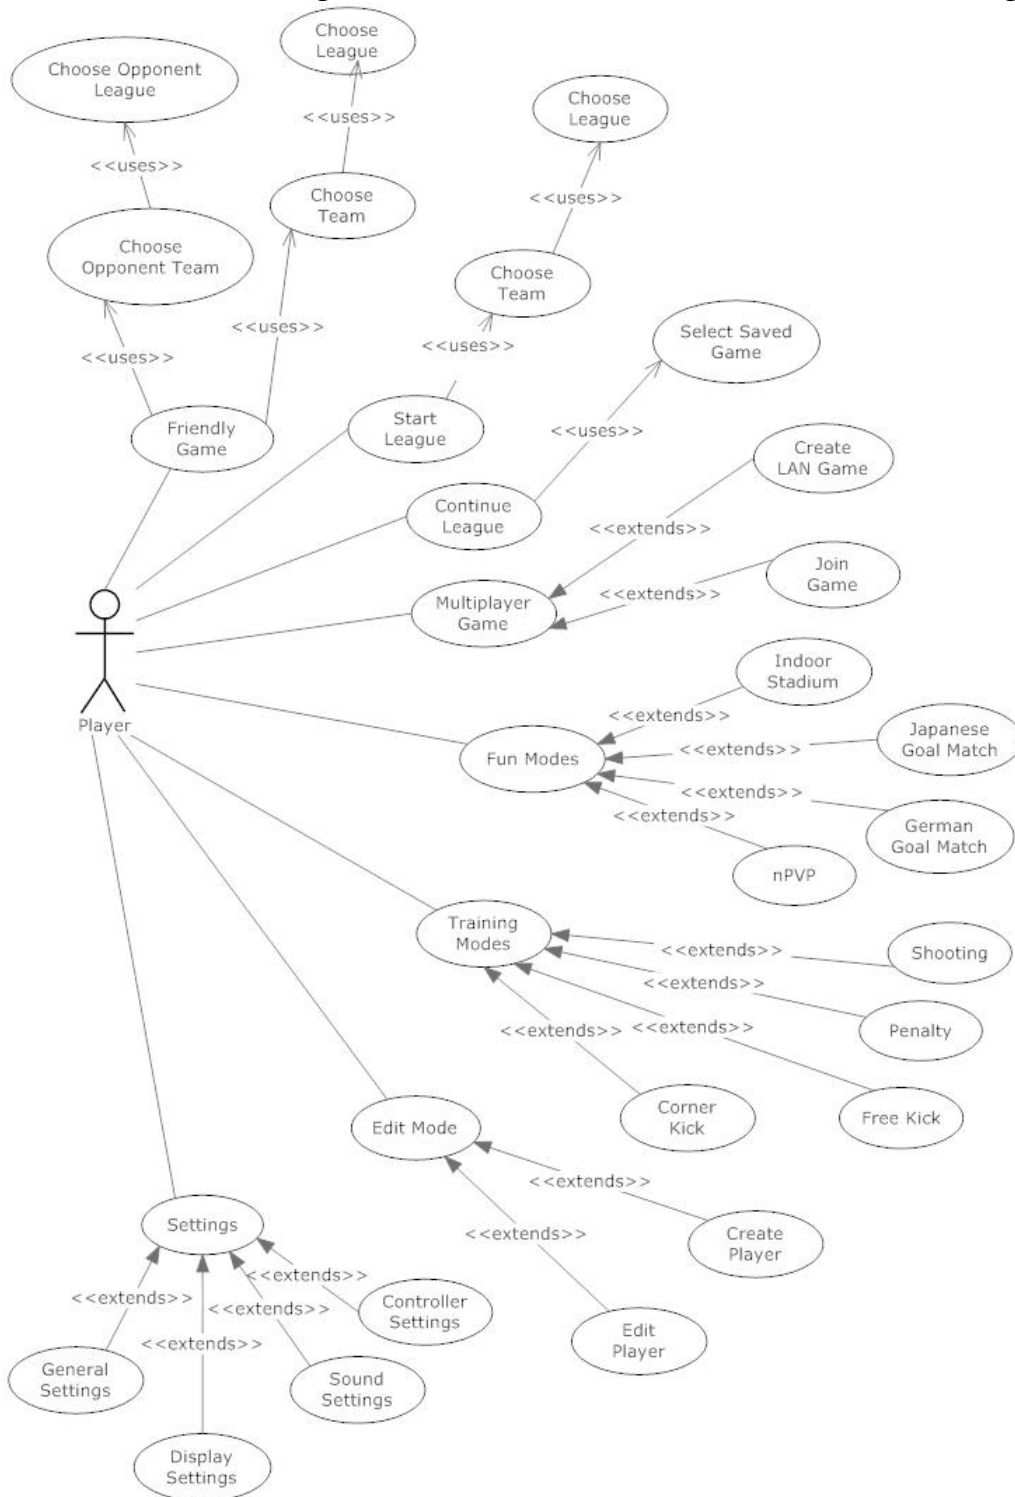 Choose
League
Choose Opponent
League
Choose
League
<<uses>>
<<uses>>
Choose
Team
<<uses>>
Choose
Opponent Team
Choose
Team
<<uses>>
Select Saved
Game
<<uses>>
<<uses>>
Friendly
Game
Start
League
<<uses>>
Create
LAN Game
Continue
League
<<extends>>
Join
Game
<<extends>>
Multiplayer
Game
Indoor
Stadium
Player
<<extends>>
Japanese
Goal Match
<<extends>>
Fun Modes
<<extends>>
<<extends>>
German
Goal Match
nPVP
Training
Modes
<<extends>>
Shooting
<<extends>>
<<extends>>
<<extends>>
Penalty
Corner
Kick
Free Kick
Edit Mode
<<extends>>
Settings
<<extends>>
Create
Player
<<extends>>
<<extends>>
<<extends>>
Controller
Settings
<<extends>>
Edit
Player
General
Settings
Sound
Settings
Display
Settings